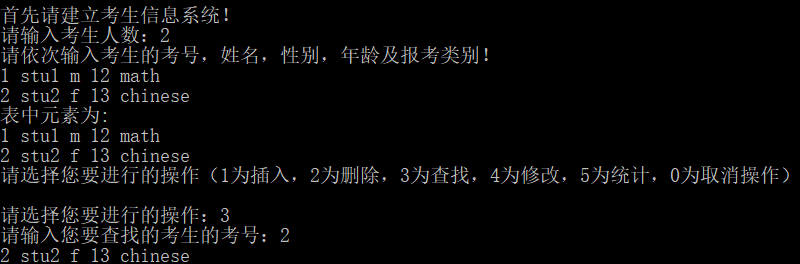 首先请建立考生信息系统！
请输入考生人数：2
请依次输入考生的考号，姓名，性别，年龄及报考类别！
1 stu1 m 12 math
2 stu2 f 13 chinese
表中元素为:
1 stu1 m 12 math
2 stu2 f 13 chinese
请选择您要进行的操作（1为插入，2为删除，3为查找，4为修改，5为统计，0为取消操作）
请选择您要进行的操作：3
请输入您要查找的考生的考号：2
2 stu2 f 13 chinese